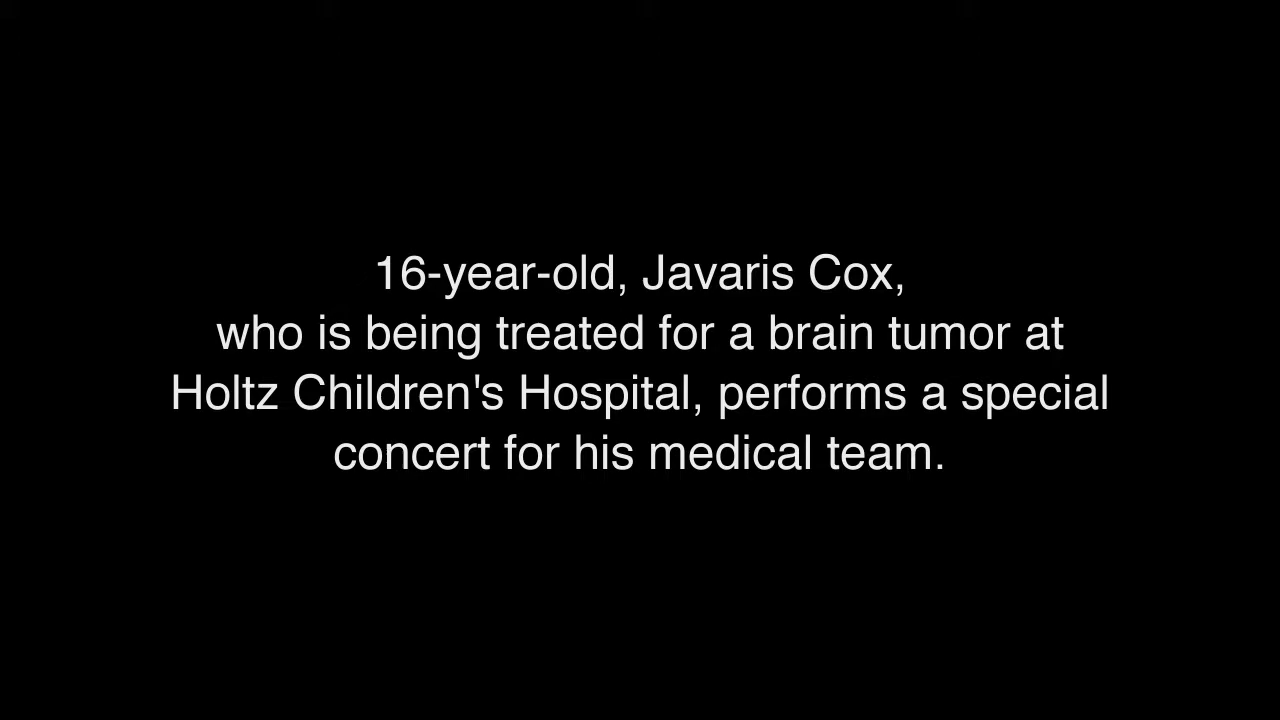 16-year-old, Javaris Cox,
who is being treated for a brain tumor at
Holtz Children's Hospital, performs a special
concert for his medical team.